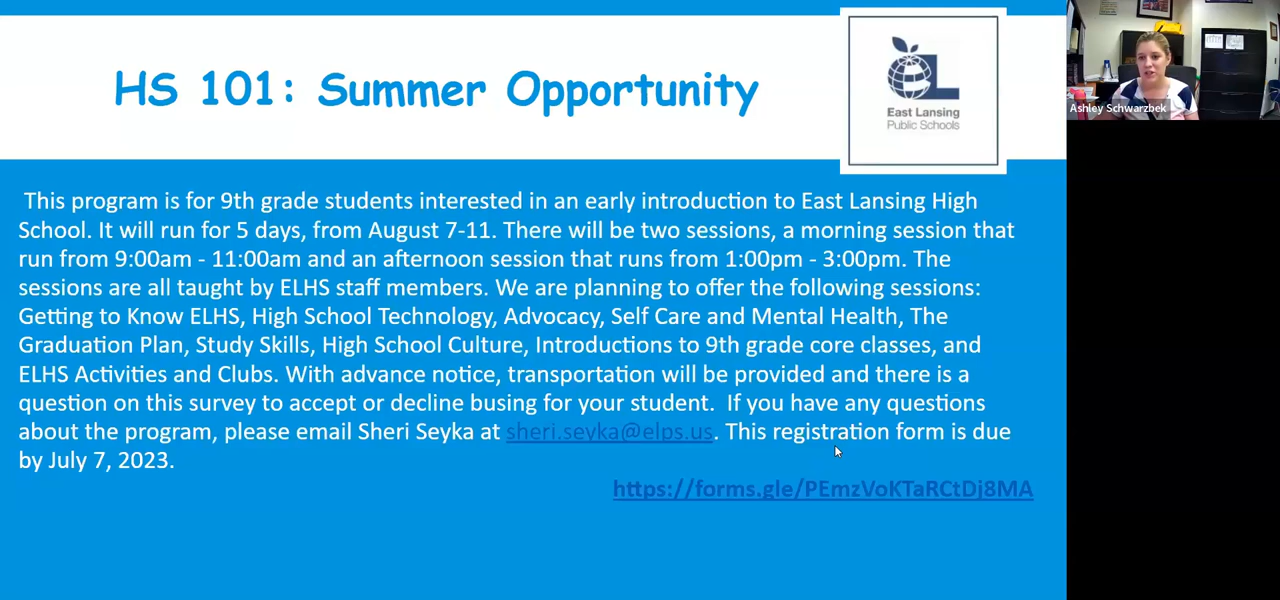 HS 101: Summer Opportunity
East Lansing
Public Schools
Ashley Schwarzbek
This program is for 9th grade students interested in an early introduction to East Lansing High
School. It will run for 5 days, from August 7-11. There will be two sessions, a morning session that
run from 9:00am - 11:00am and an afternoon session that runs from 1:00pm - 3:00pm. The
sessions are all taught by ELHS staff members. We are planning to offer the following sessions:
Getting to Know ELHS, High School Technology, Advocacy, Self Care and Mental Health, The
Graduation Plan, Study Skills, High School Culture, Introductions to 9th grade core classes, and
ELHS Activities and Clubs. With advance notice, transportation will be provided and there is a
question on this survey to accept or decline busing for your student. If you have any questions
about the program, please email Sheri Seyka at sheri.seyka@elps.us. This registration form is due
by July 7, 2023.
https://forms.gle/PEmzVoKTaRCtDj8MA